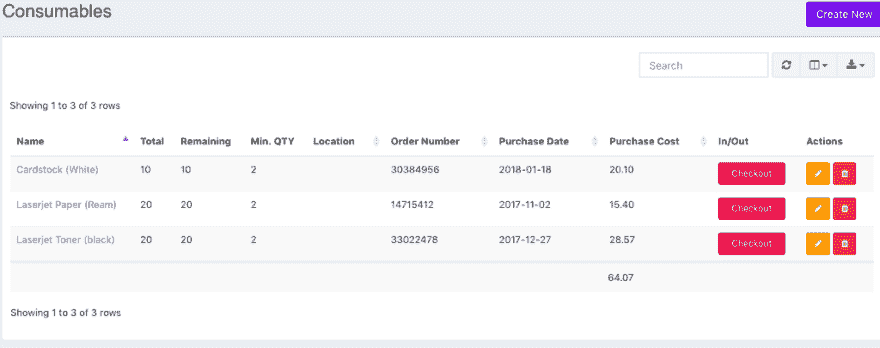 Consumables
Create New
Search
Showing 1 to 3 of 3 rows
Name Total Remaining Min. QTY Location Order Number Purchase Date Purchase Cost In/Out Actions
Cardstock (White) 10 10 2 30384956 2018-01-18 20.10 Checkout
Laserjet Paper (Ream) 20 20 2 14715412 2017-11-02 15.40 Checkout
Laserjet Toner (black) 20 20 2 33022478 2017-12-27 28.57 Checkout
64.07
Showing 1 to 3 of 3 rows